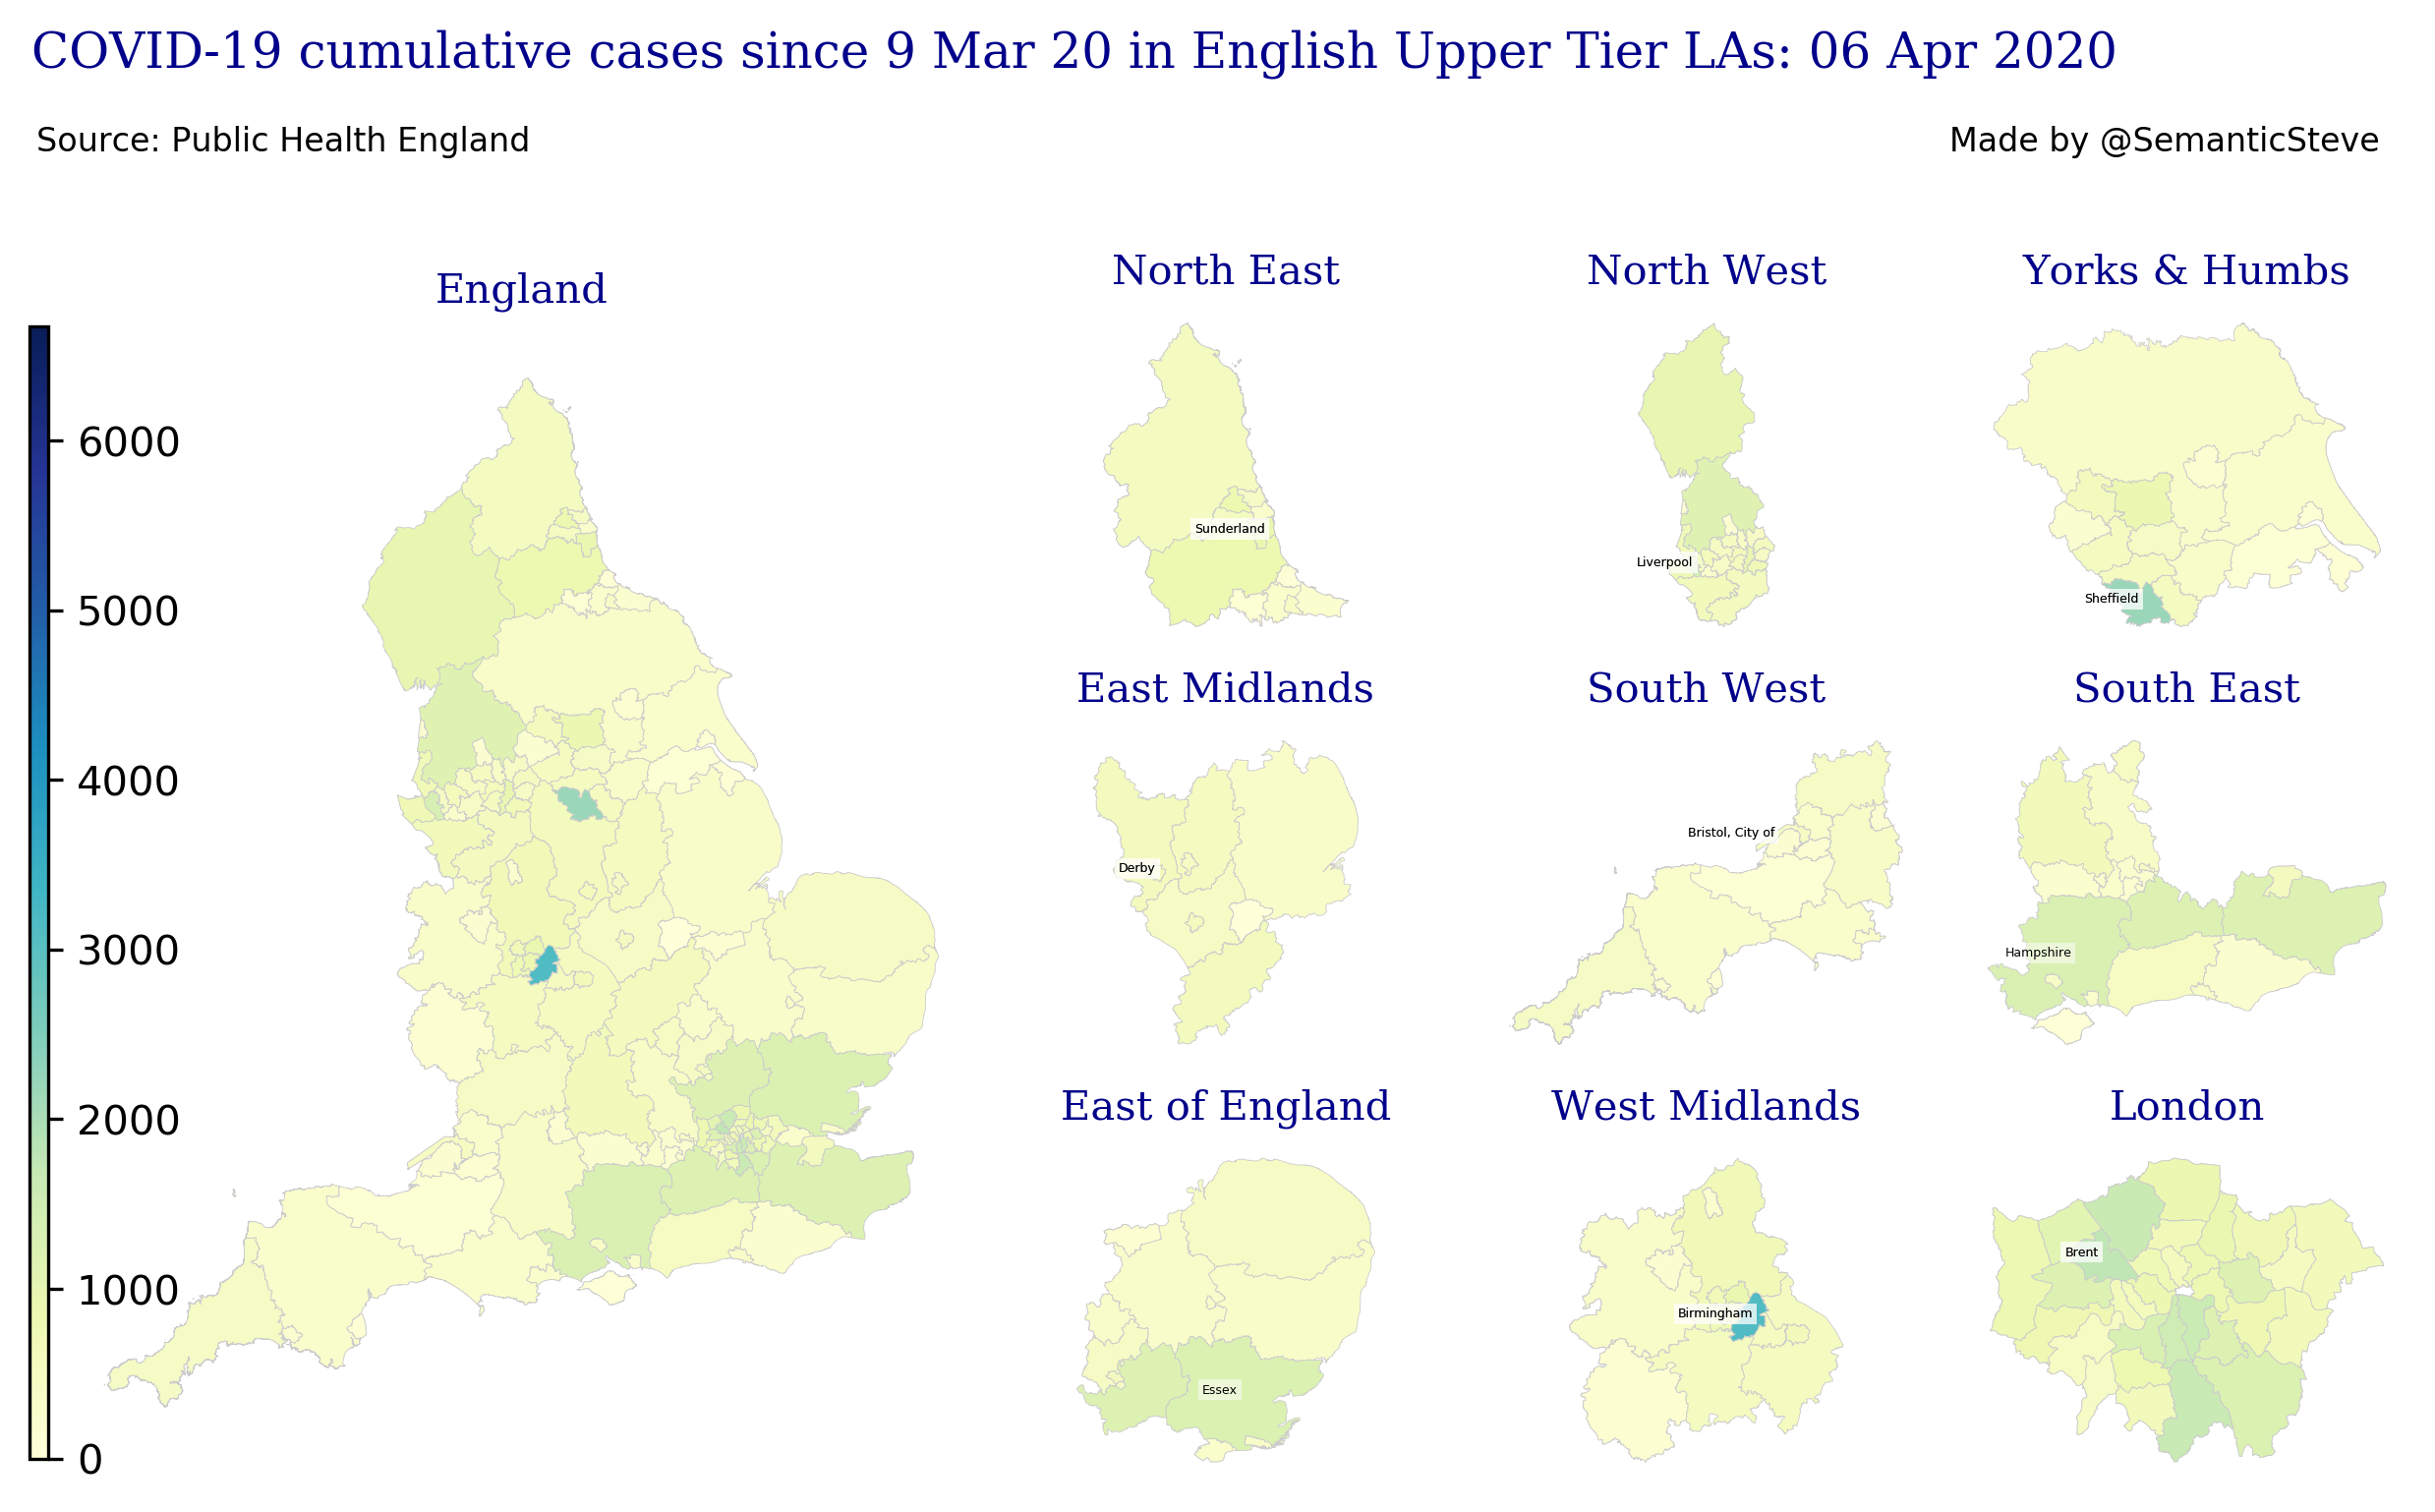 COVID-19 cumulative cases since 9 Mar 20 in English Upper Tier LAs: 06 Apr 2020
Source: Public Health England
Made by @SemanticSteve
England
North East
North West
Yorks & Humbs
6000
5000
4000
3000
2000
1000
0
Sunderland
Liverpool
Sheffield
East Midlands
South West
South East
Derby
Bristol, City of
Hampshire
East of England
West Midlands
London
Essex
Birmingham
Brent